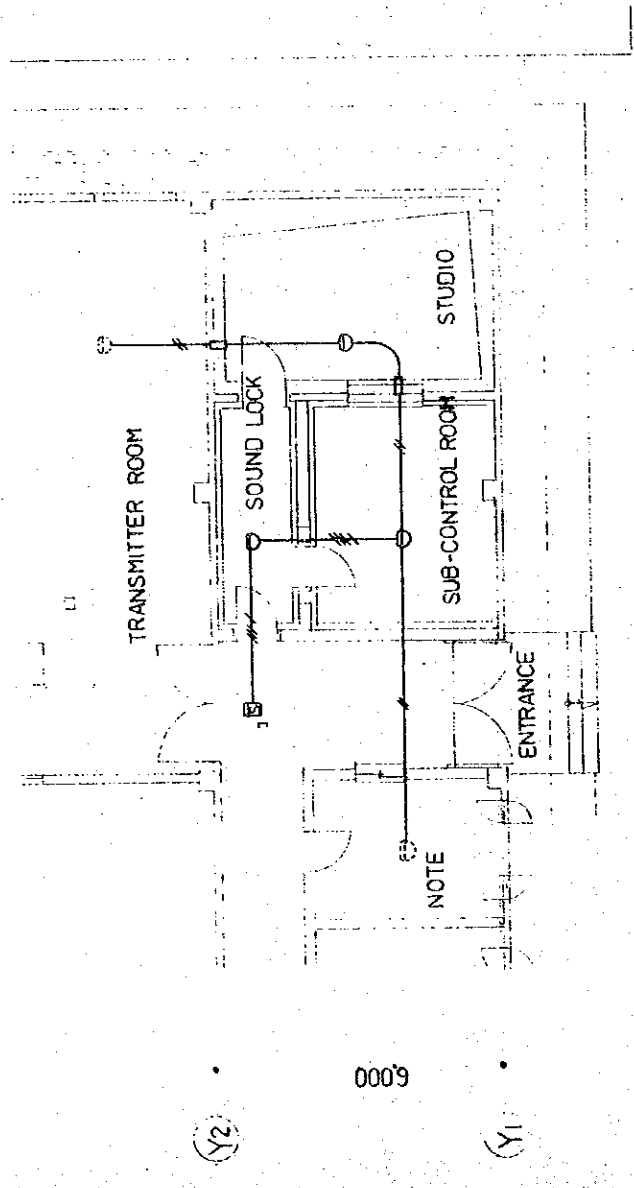 TRANSMITTER ROOM
SOUND LOCK
STUDIO
SUB-CONTROL ROOM
ENTRANCE
NOTE
6,000
Y2
Y1
S